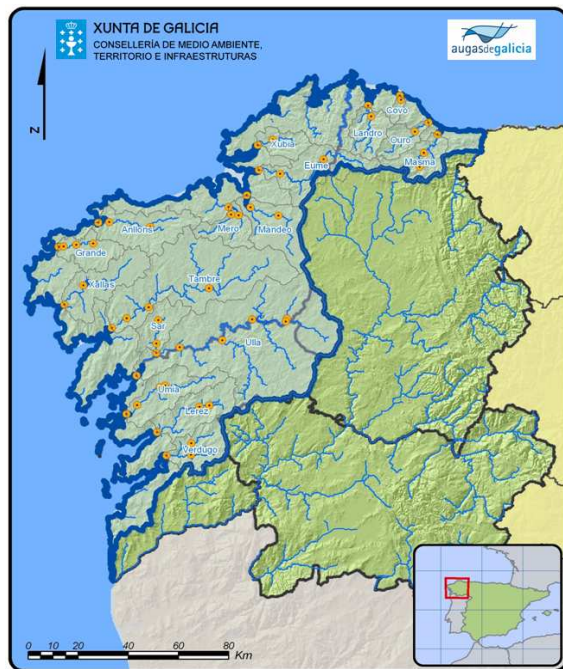 XUNTA DE GALICIA
CONSELLERÍA DE MEDIO AMBIENTE,
TERRITORIO E INFRAESTRUTURAS
augasdegalicia
N
Covo
Landro
Ouro
Xubia
Eume
Masma
Anllóns
Mero
Mandeo
Grande
Tambre
Xallas
Sar
Ulla
Umia
Lérez
Verdugo
0 10 20 40 60 80
Km